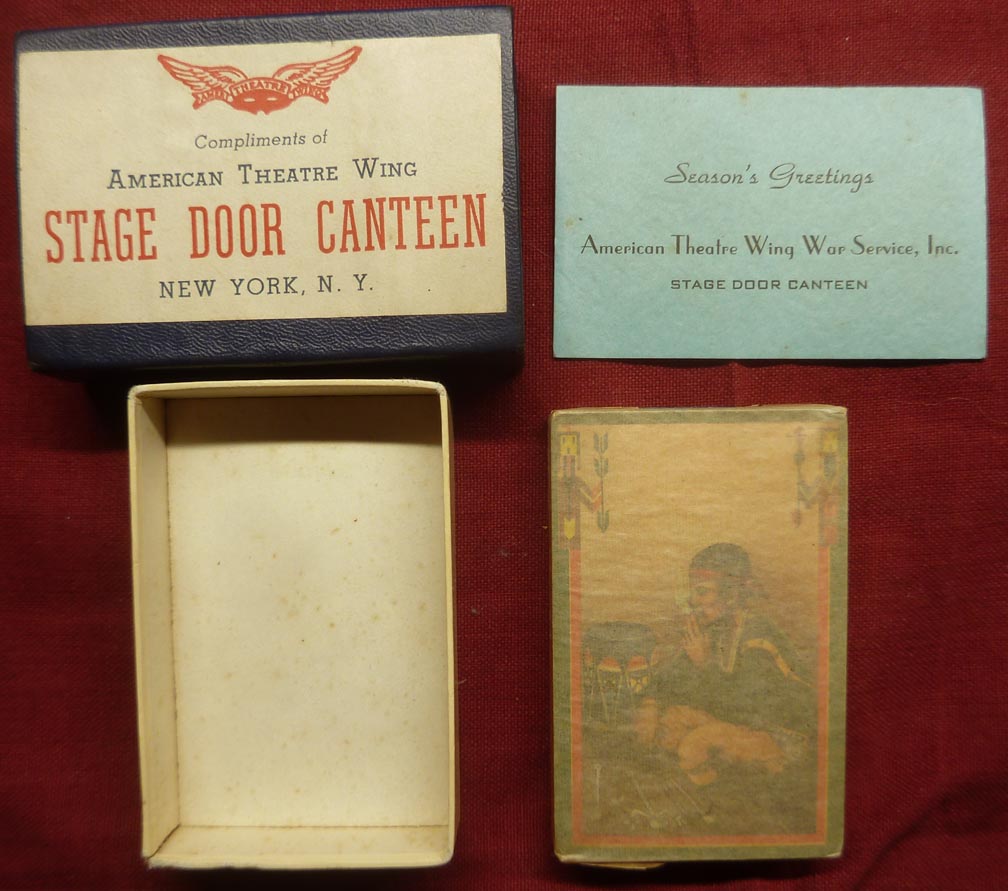 AMERN THEATRE WING
Compliments of
AMERICAN THEATRE WING
STAGE DOOR CANTEEN
NEW YORK, N. Y.
Season's Greetings
American Theatre Wing War Service, Inc.
STAGE DOOR CANTEEN